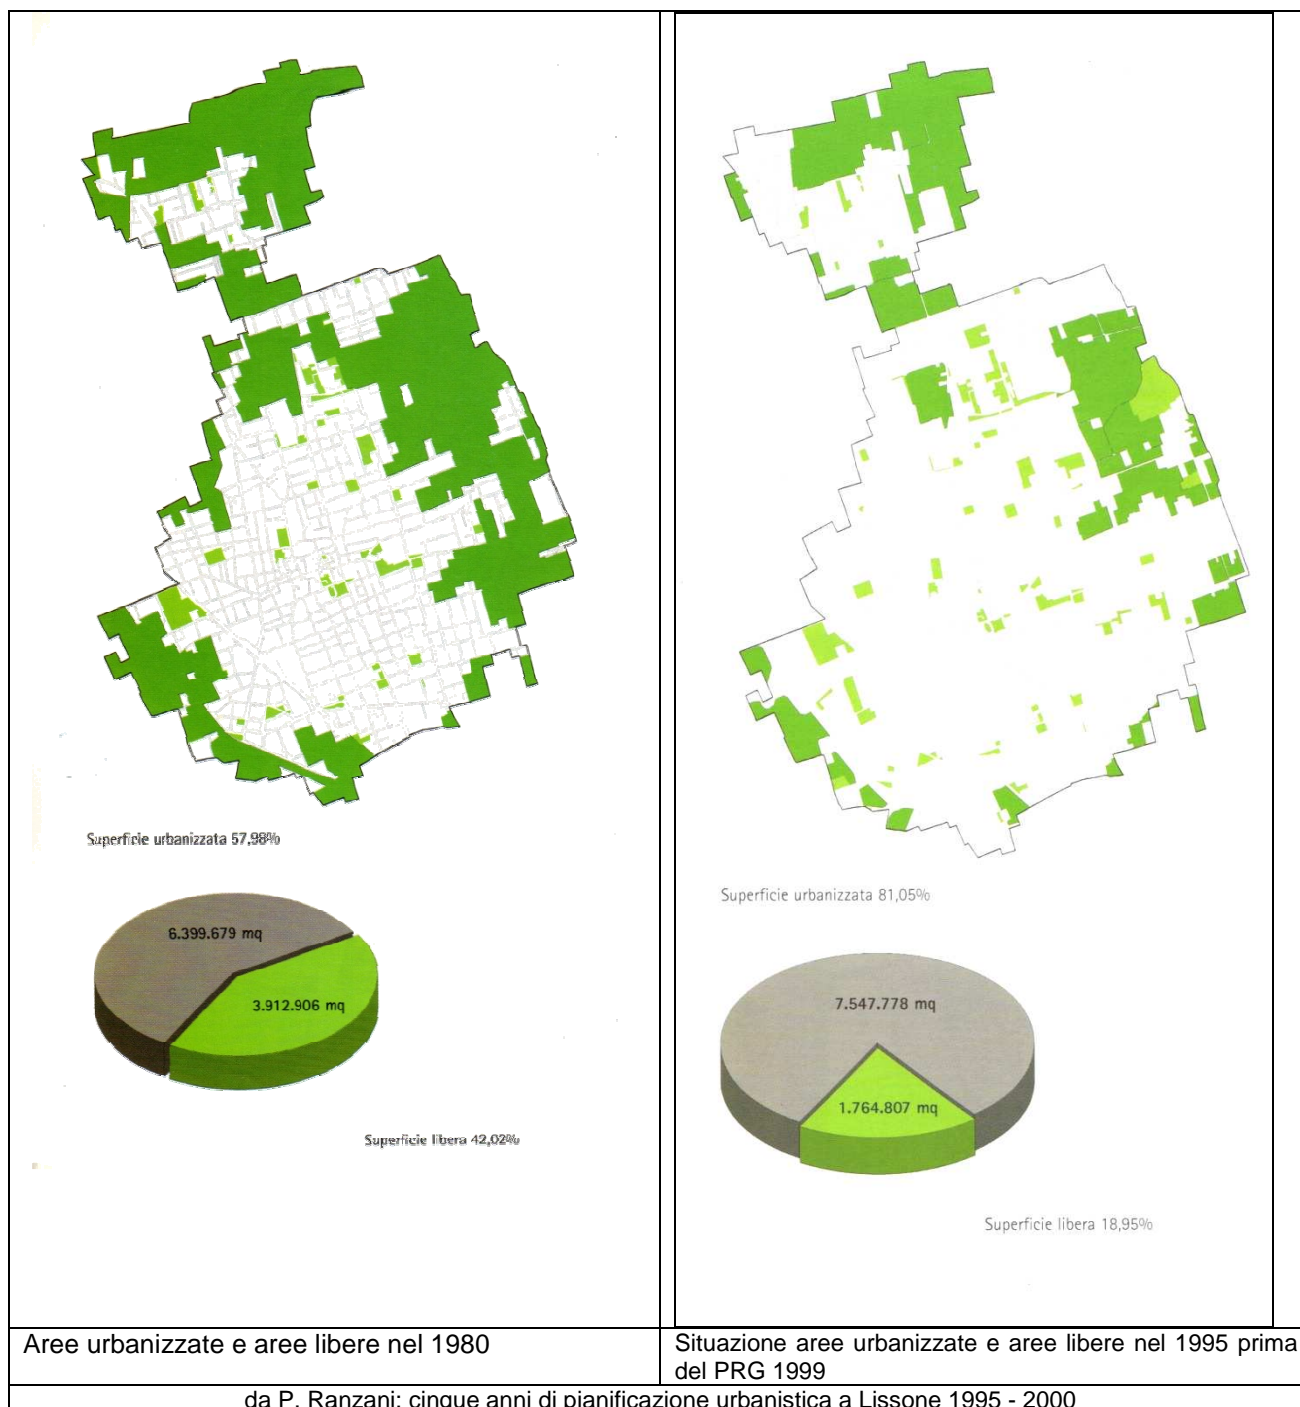 Superficie urbanizzata 57,98%
6.399.679 mq
3.912.906 mq
Superficie libera 42,02%
Aree urbanizzate e aree libere nel 1980
Superficie urbanizzata 81,05%
7.547.778 mq
1.764.807 mq
Superficie libera 18,95%
Situazione aree urbanizzate e aree libere nel 1995 prima
del PRG 1999
da P. Ranzani: cinque anni di pianificazione urbanistica a Lissone 1995 - 2000